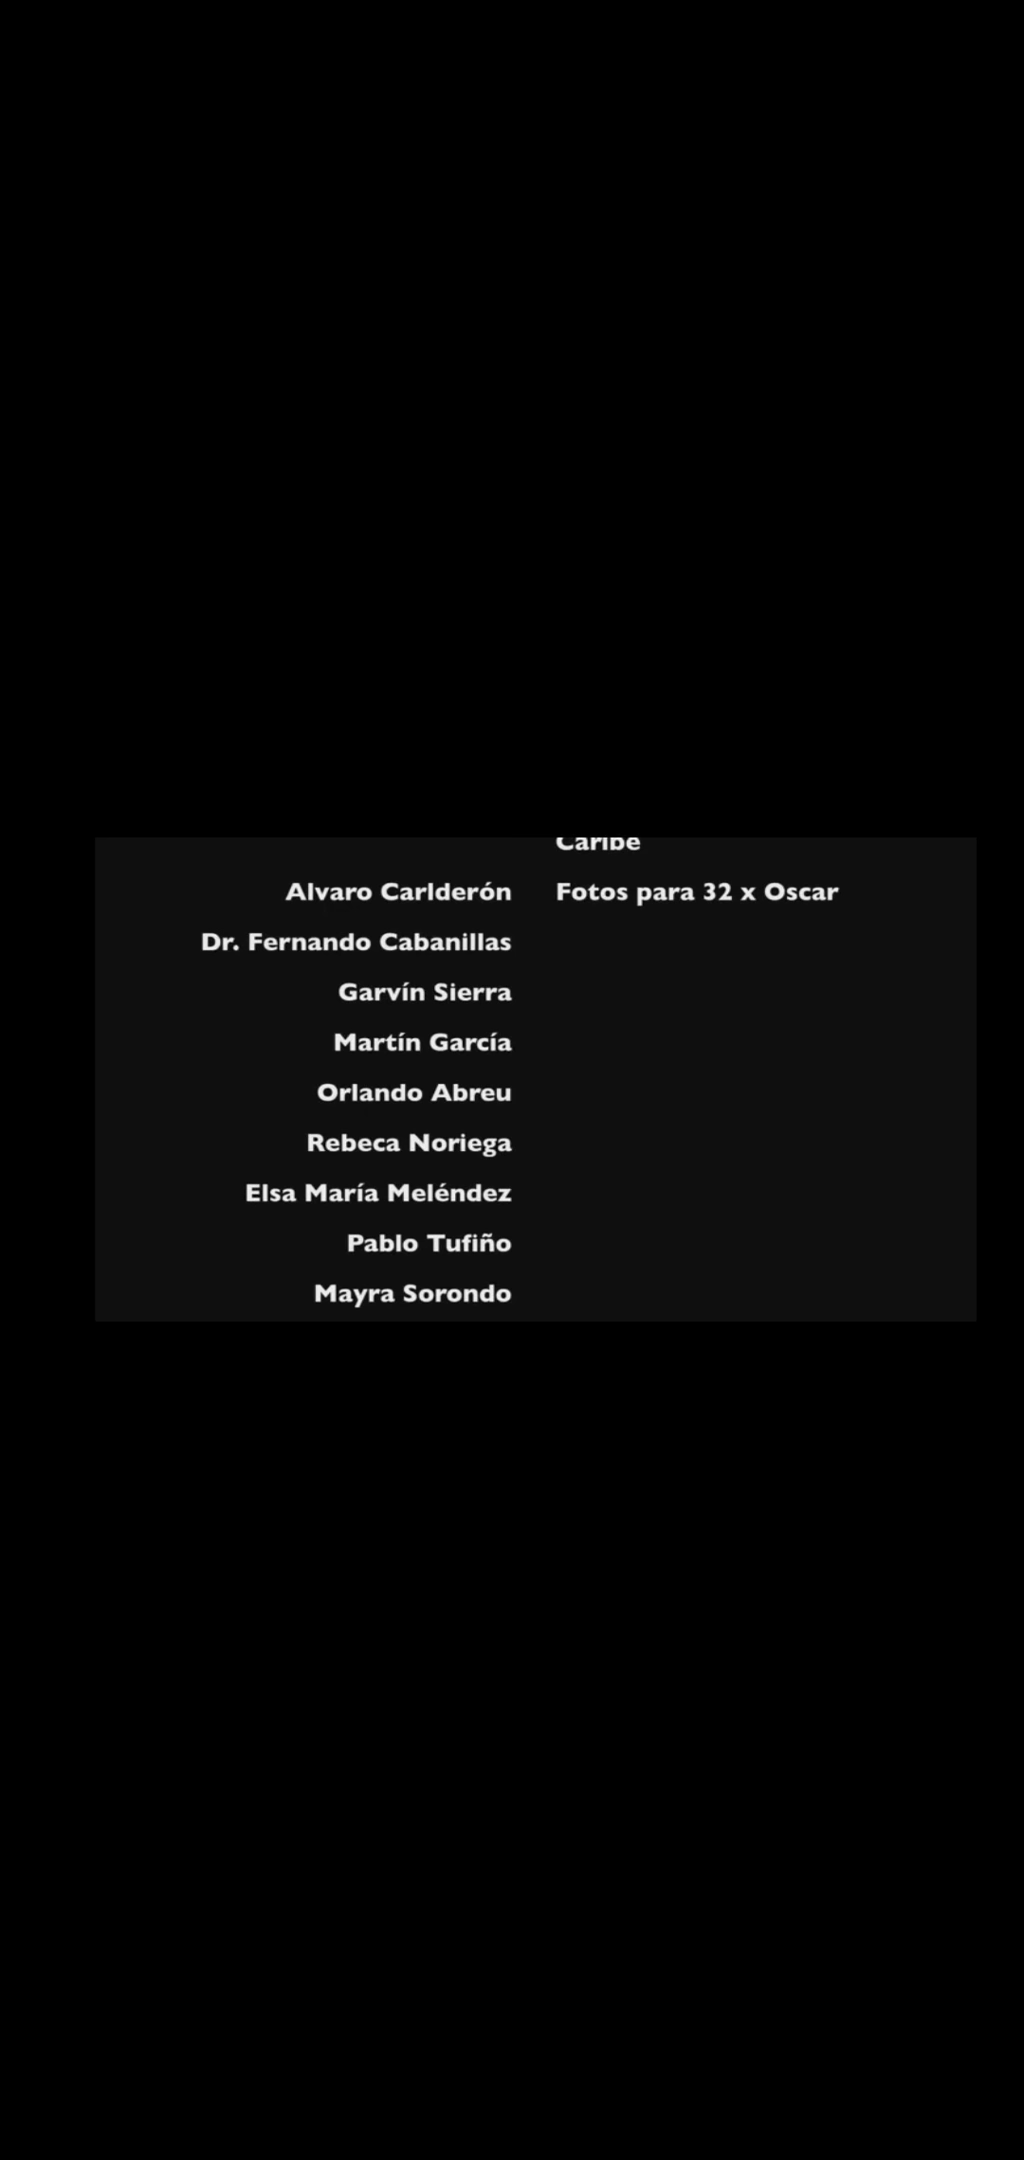 Caribe
Alvaro Carlderón Fotos para 32 x Oscar
Dr. Fernando Cabanillas
Garvín Sierra
Martín García
Orlando Abreu
Rebeca Noriega
Elsa María Meléndez
Pablo Tufiño
Mayra Sorondo